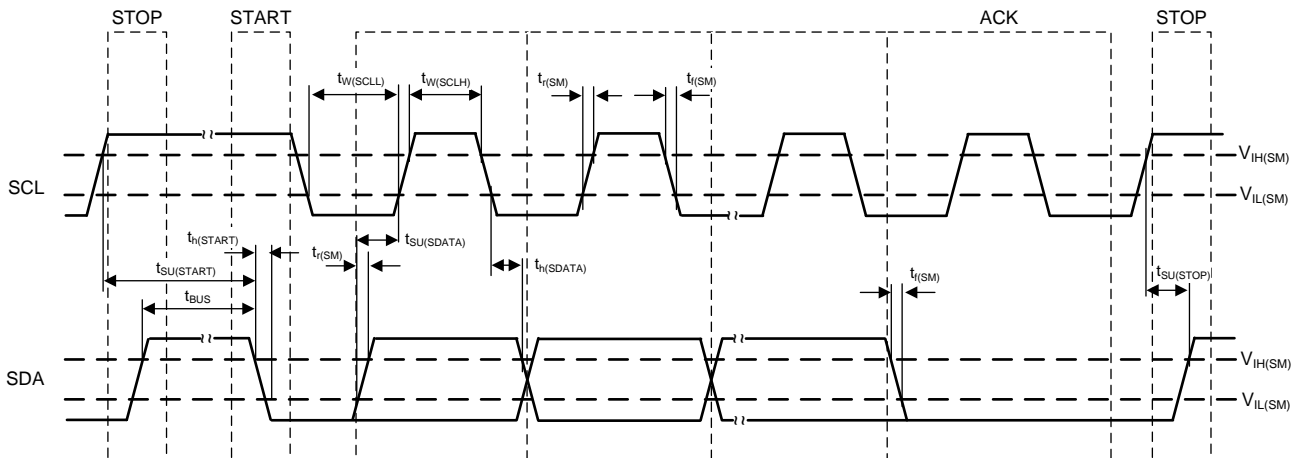 STOP START ACK STOP
tW(SCLL) tW(SCLH) tr(SM) tf(SM)
VIH(SM)
SCL
VIL(SM)
th(START) tr(SM) tSU(SDATA)
tSU(START) th(SDATA) tf(SM) tSU(STOP)
tBUS
VIH(SM)
SDA
VIL(SM)